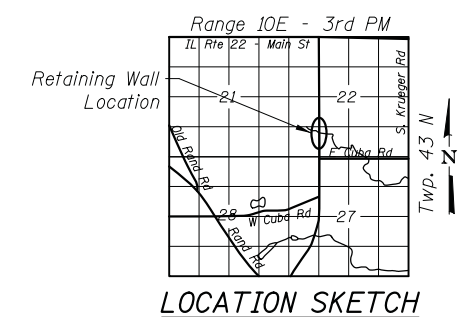 Range 10E - 3rd PM
IL Rte 22 - Main St
Retaining Wall
Location
21
22
S. Krueger Rd
Twp. 43 N
N
Old Rand Rd
E Cuba Rd
28
W Cuba Rd
27
Rand Rd
LOCATION SKETCH